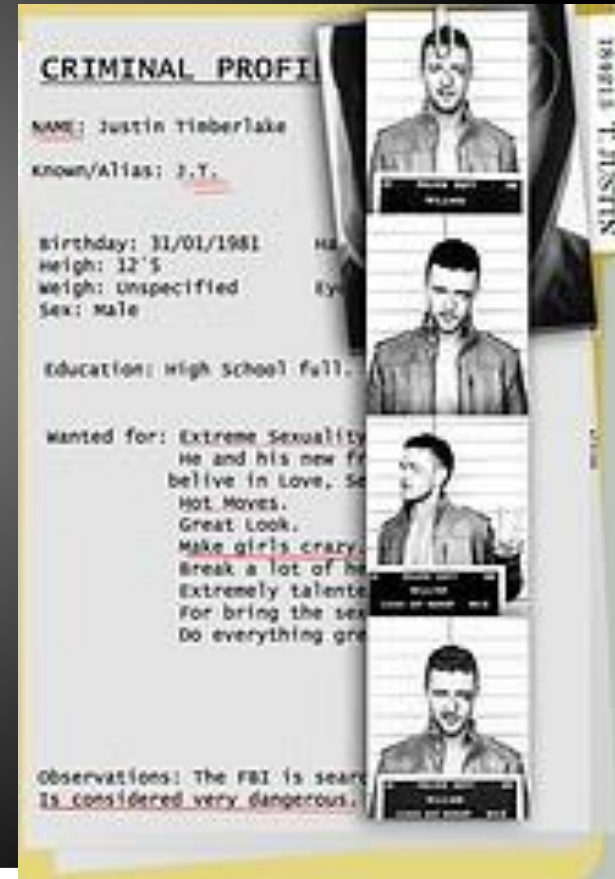 CRIMINAL PROFI
NAME: Justin Timberlake
Known/Alias: J.T.
Birthday: 31/01/1981 Ha
Heigh: 12'5
Weigh: Unspecified Eye
Sex: Male
Education: High School full.
Wanted for: Extreme Sexuality
He and his new fr
belive in Love, Se
Hot Moves.
Great Look.
Make girls crazy.
Break a lot of he
Extremely talente
For bring the sex
Do everything gre
Observations: The FBI is searc
Is considered very dangerous.